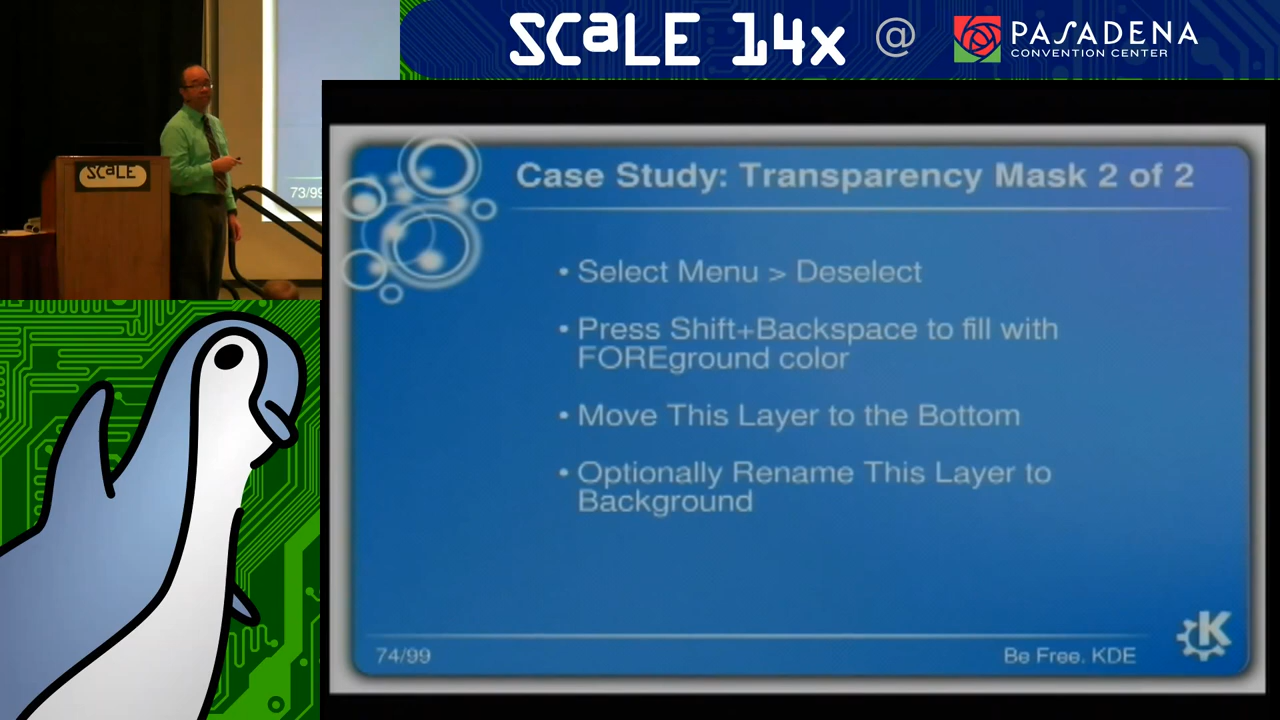 SCaLE 14x @ PASADENA
CONVENTION CENTER
SCALE
73/99
Case Study: Transparency Mask 2 of 2
• Select Menu > Deselect
• Press Shift+Backspace to fill with
FOREground color
• Move This Layer to the Bottom
• Optionally Rename This Layer to
Background
74/99
Be Free. KDE
K